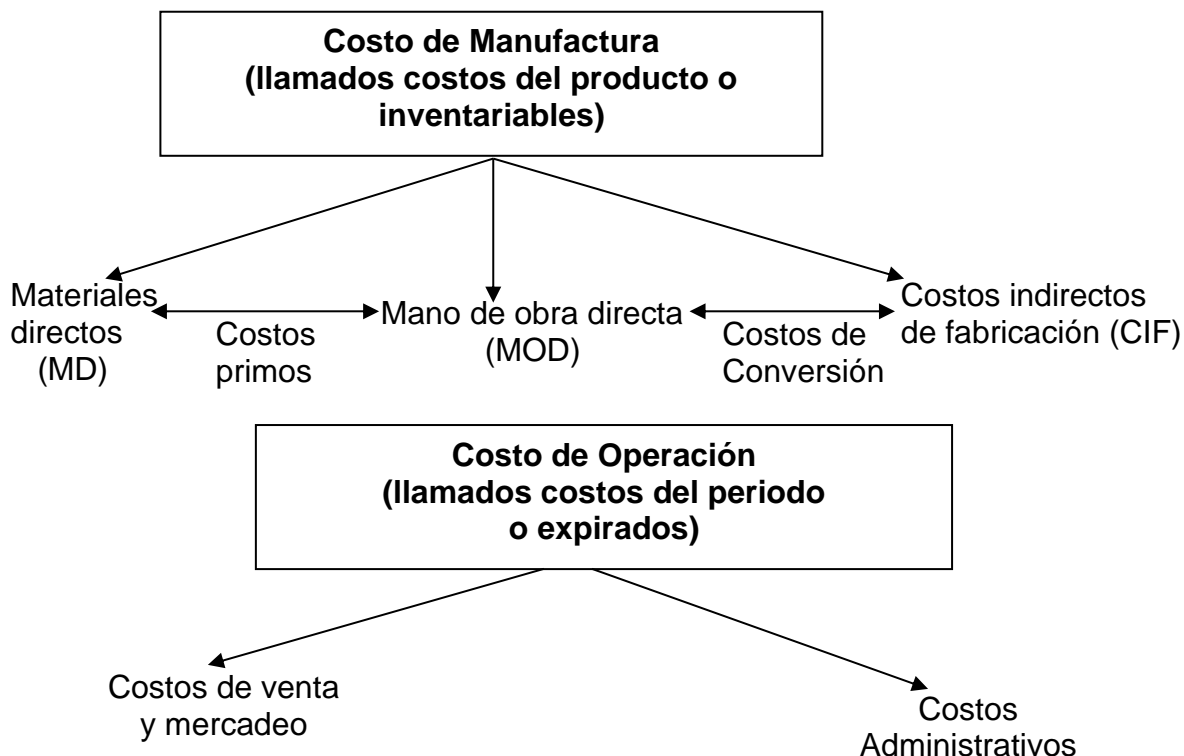 Costo de Manufactura
(llamados costos del producto o
inventariables)
Materiales
directos
(MD)
Costos
primos
Mano de obra directa
(MOD)
Costos de
Conversión
Costos indirectos
de fabricación (CIF)
Costo de Operación
(llamados costos del periodo
o expirados)
Costos de venta
y mercadeo
Costos
Administrativos